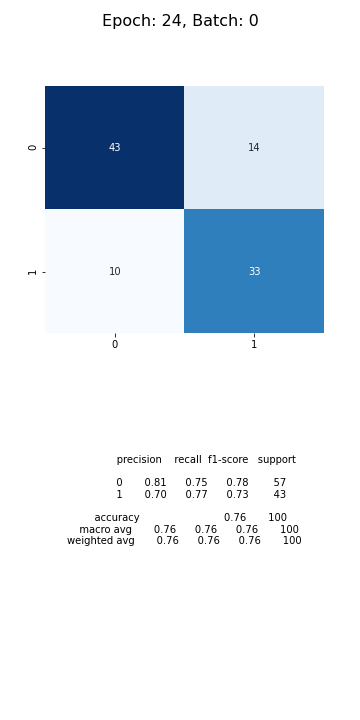 Epoch: 24, Batch: 0
0 43 14
1 10 33
0 1
precision recall f1-score support
0 0.81 0.75 0.78 57
1 0.70 0.77 0.73 43
accuracy 0.76 100
macro avg 0.76 0.76 0.76 100
weighted avg 0.76 0.76 0.76 100